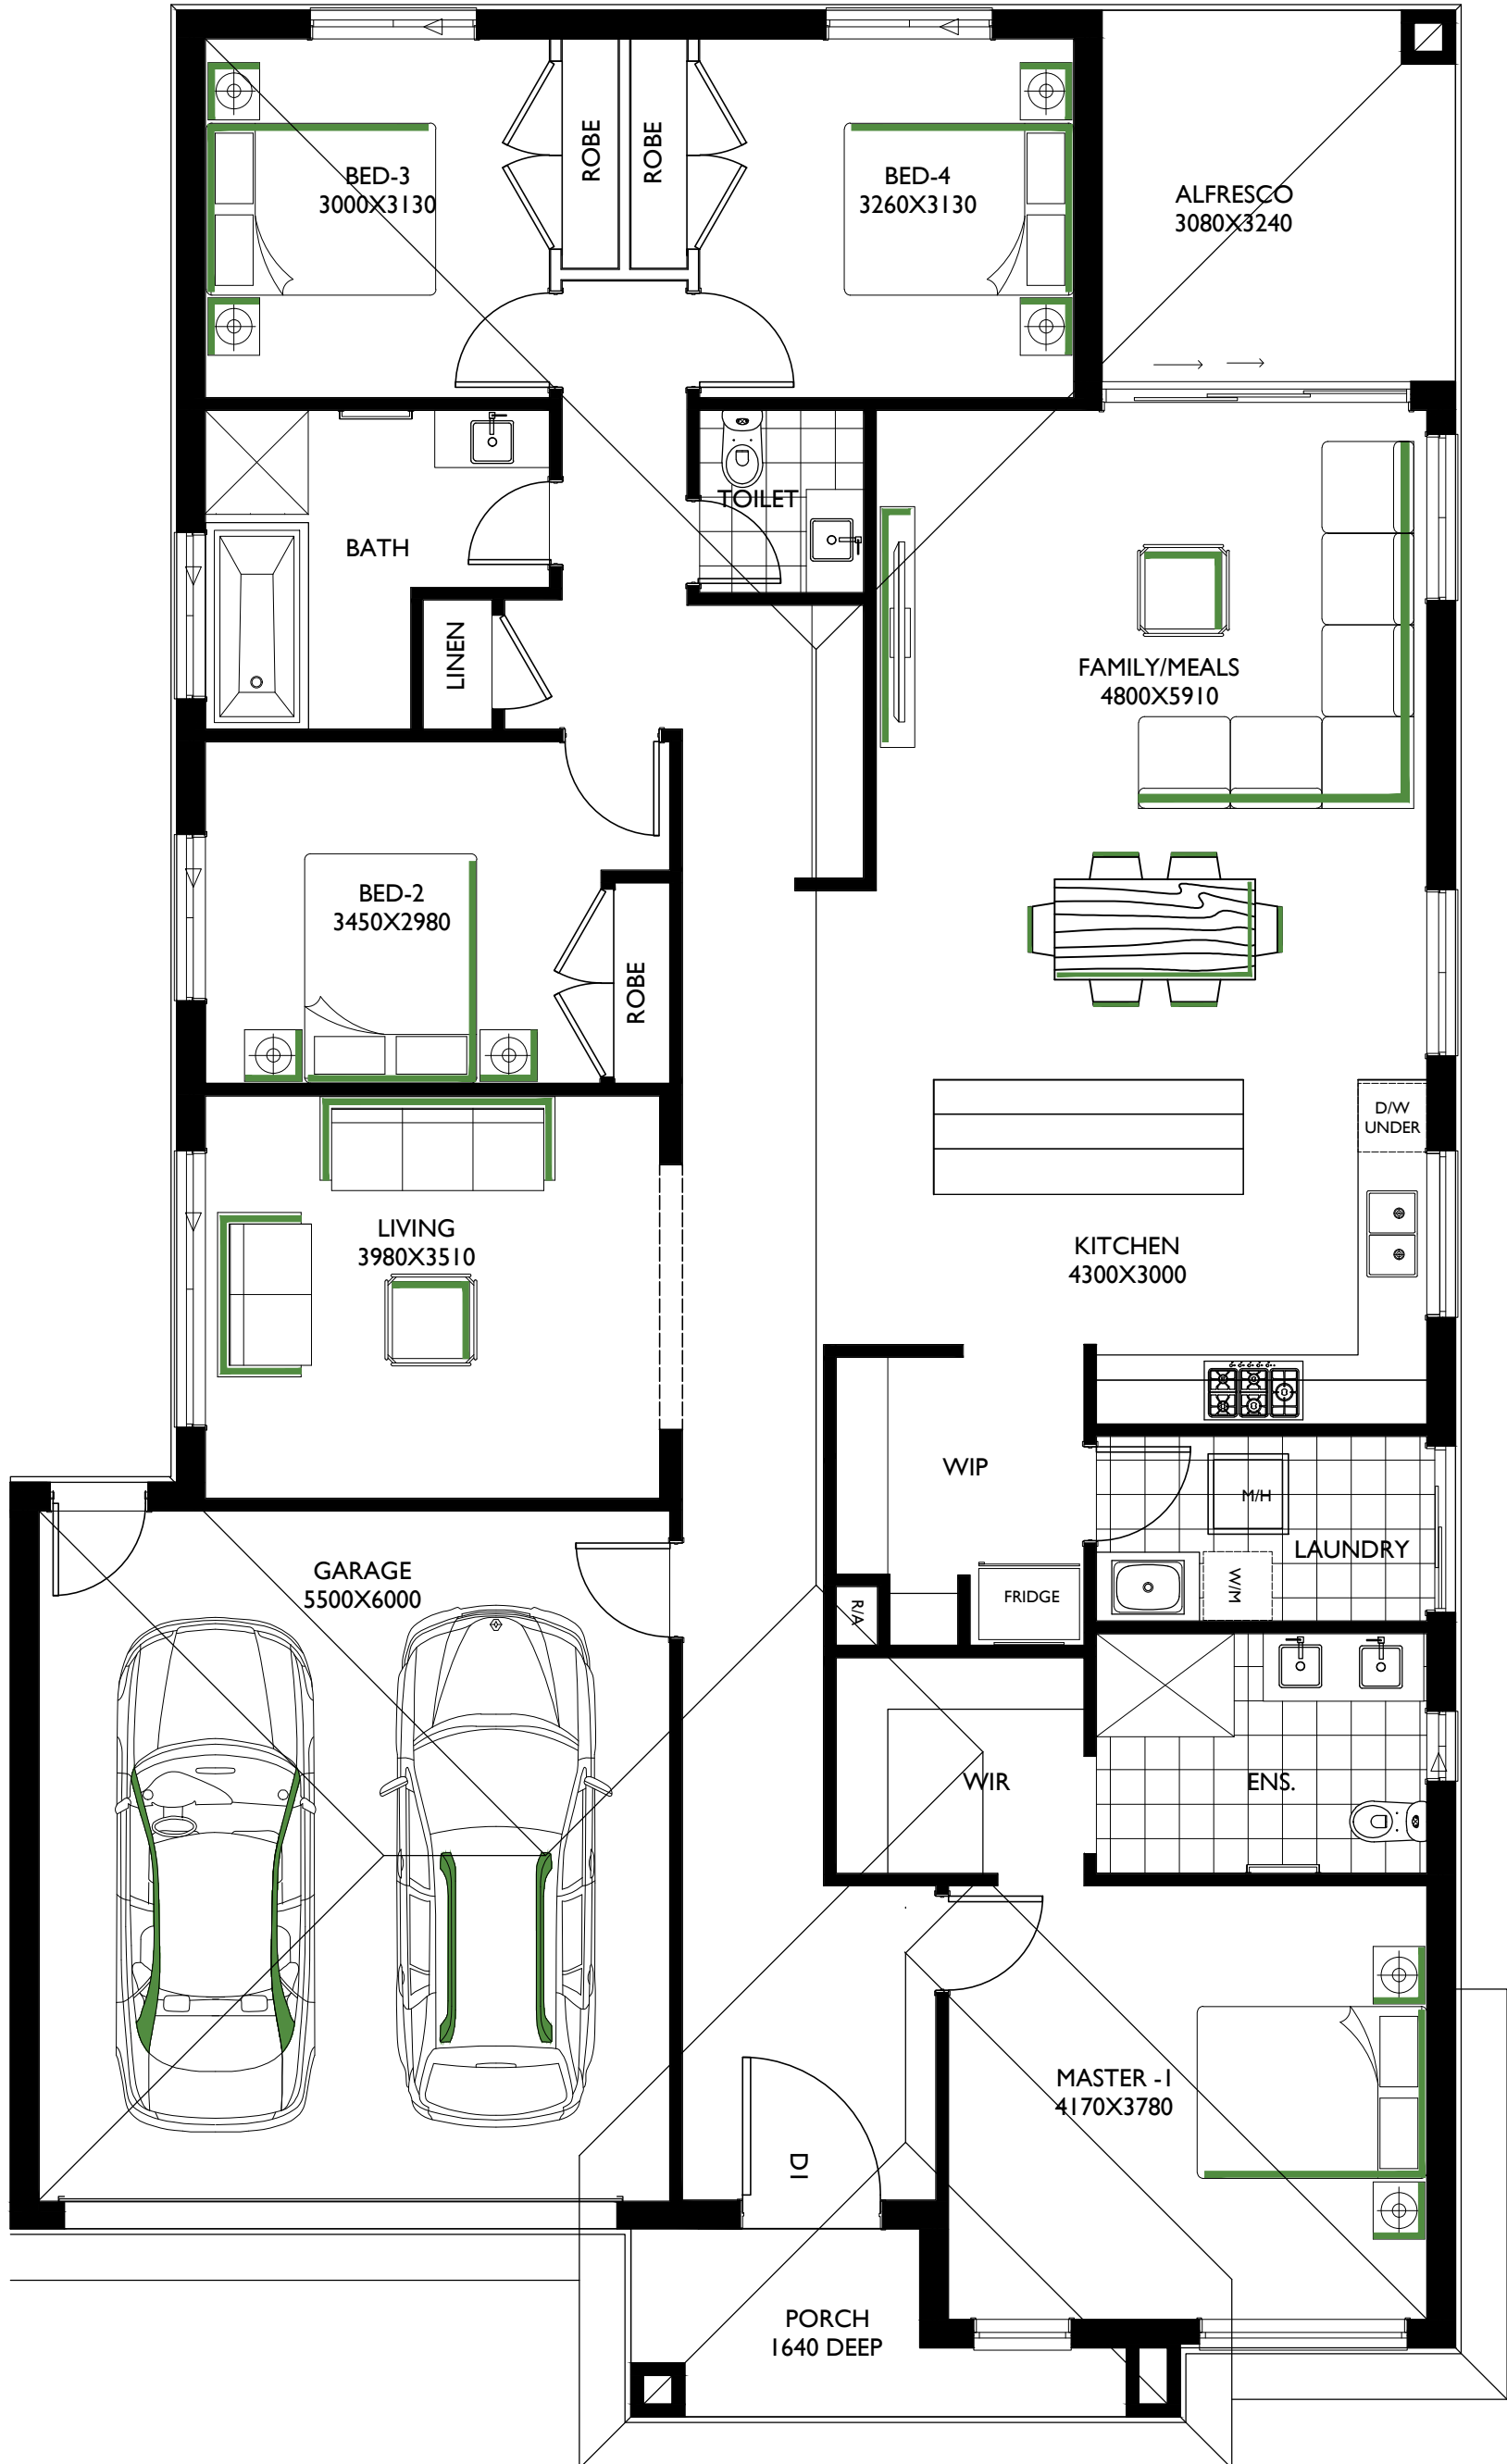 BED-3
3000X3130
ROBE
ROBE
BED-4
3260X3130
ALFRESCO
3080X3240
BATH
TOILET
LINEN
FAMILY/MEALS
4800X5910
BED-2
3450X2980
ROBE
D/W
UNDER
LIVING
3980X3510
KITCHEN
4300X3000
WIP
M/H
LAUNDRY
W/M
FRIDGE
R/A
GARAGE
5500X6000
WIR
ENS.
MASTER -1
4170X3780
D1
PORCH
1640 DEEP